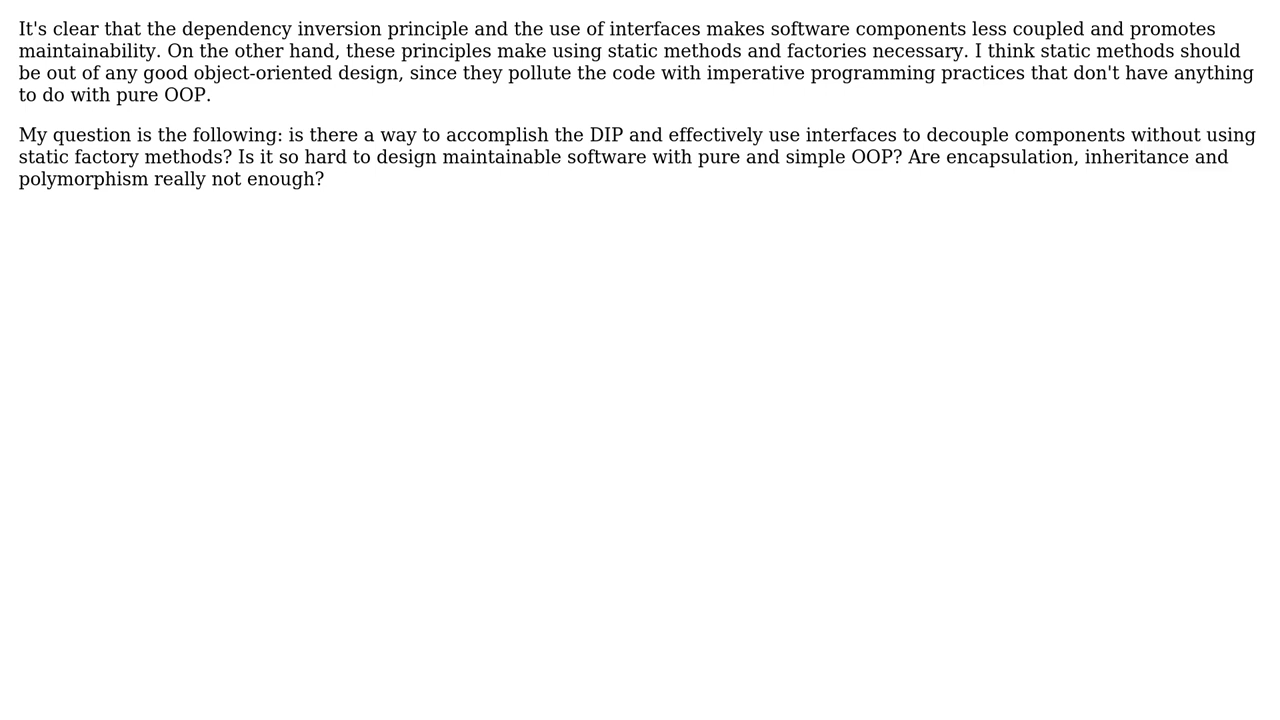 It's clear that the dependency inversion principle and the use of interfaces makes software components less coupled and promotes
maintainability. On the other hand, these principles make using static methods and factories necessary. I think static methods should
be out of any good object-oriented design, since they pollute the code with imperative programming practices that don't have anything
to do with pure OOP.
My question is the following: is there a way to accomplish the DIP and effectively use interfaces to decouple components without using
static factory methods? Is it so hard to design maintainable software with pure and simple OOP? Are encapsulation, inheritance and
polymorphism really not enough?